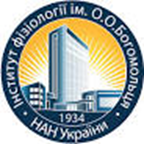 Інститут фізіології ім. О.О.Богомольця
1934
НАН України